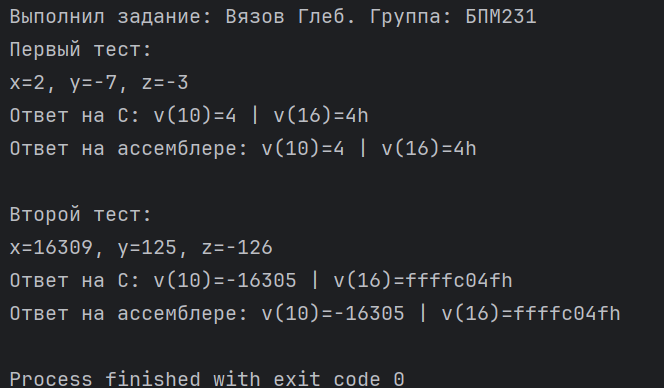 Выполнил задание: Вязов Глеб. Группа: БПМ231
Первый тест:
x=2, y=-7, z=-3
Ответ на C: v(10)=4 | v(16)=4h
Ответ на ассемблере: v(10)=4 | v(16)=4h
Второй тест:
x=16309, y=125, z=-126
Ответ на C: v(10)=-16305 | v(16)=ffffc04fh
Ответ на ассемблере: v(10)=-16305 | v(16)=ffffc04fh
Process finished with exit code 0